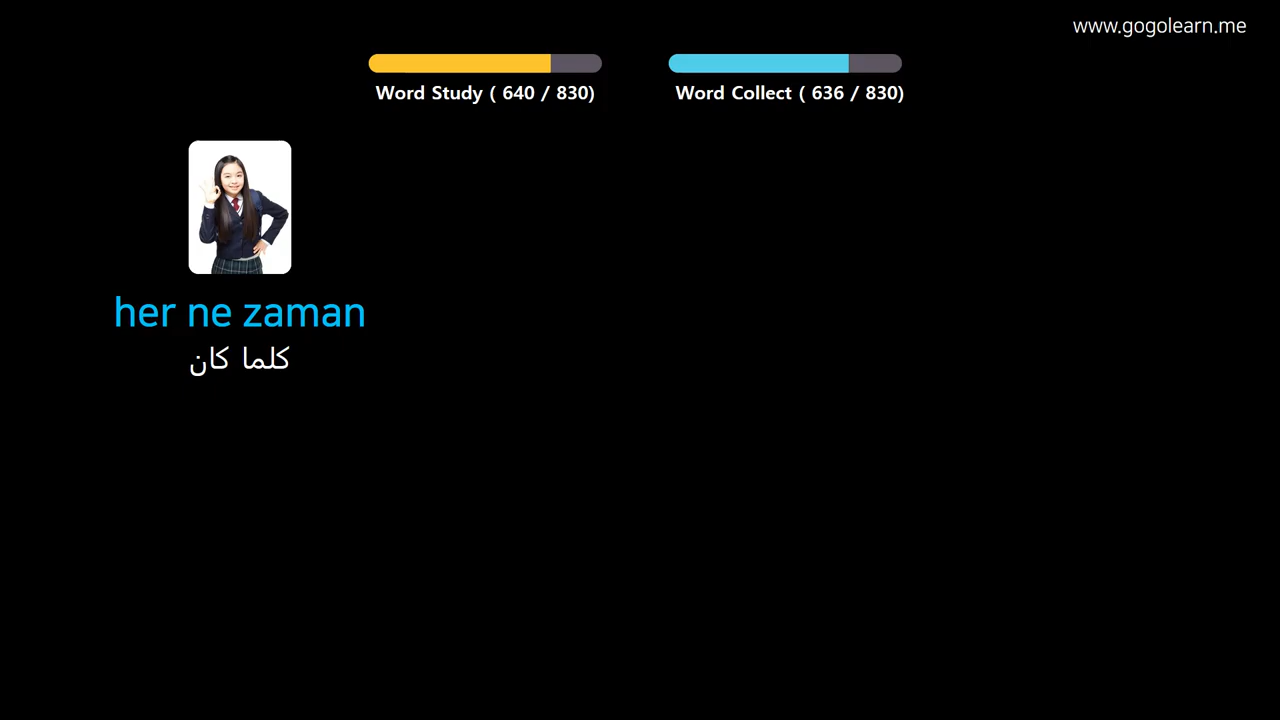 www.gogolearn.me
Word Study ( 640 / 830)
Word Collect ( 636 / 830)
her ne zaman
كلما كان